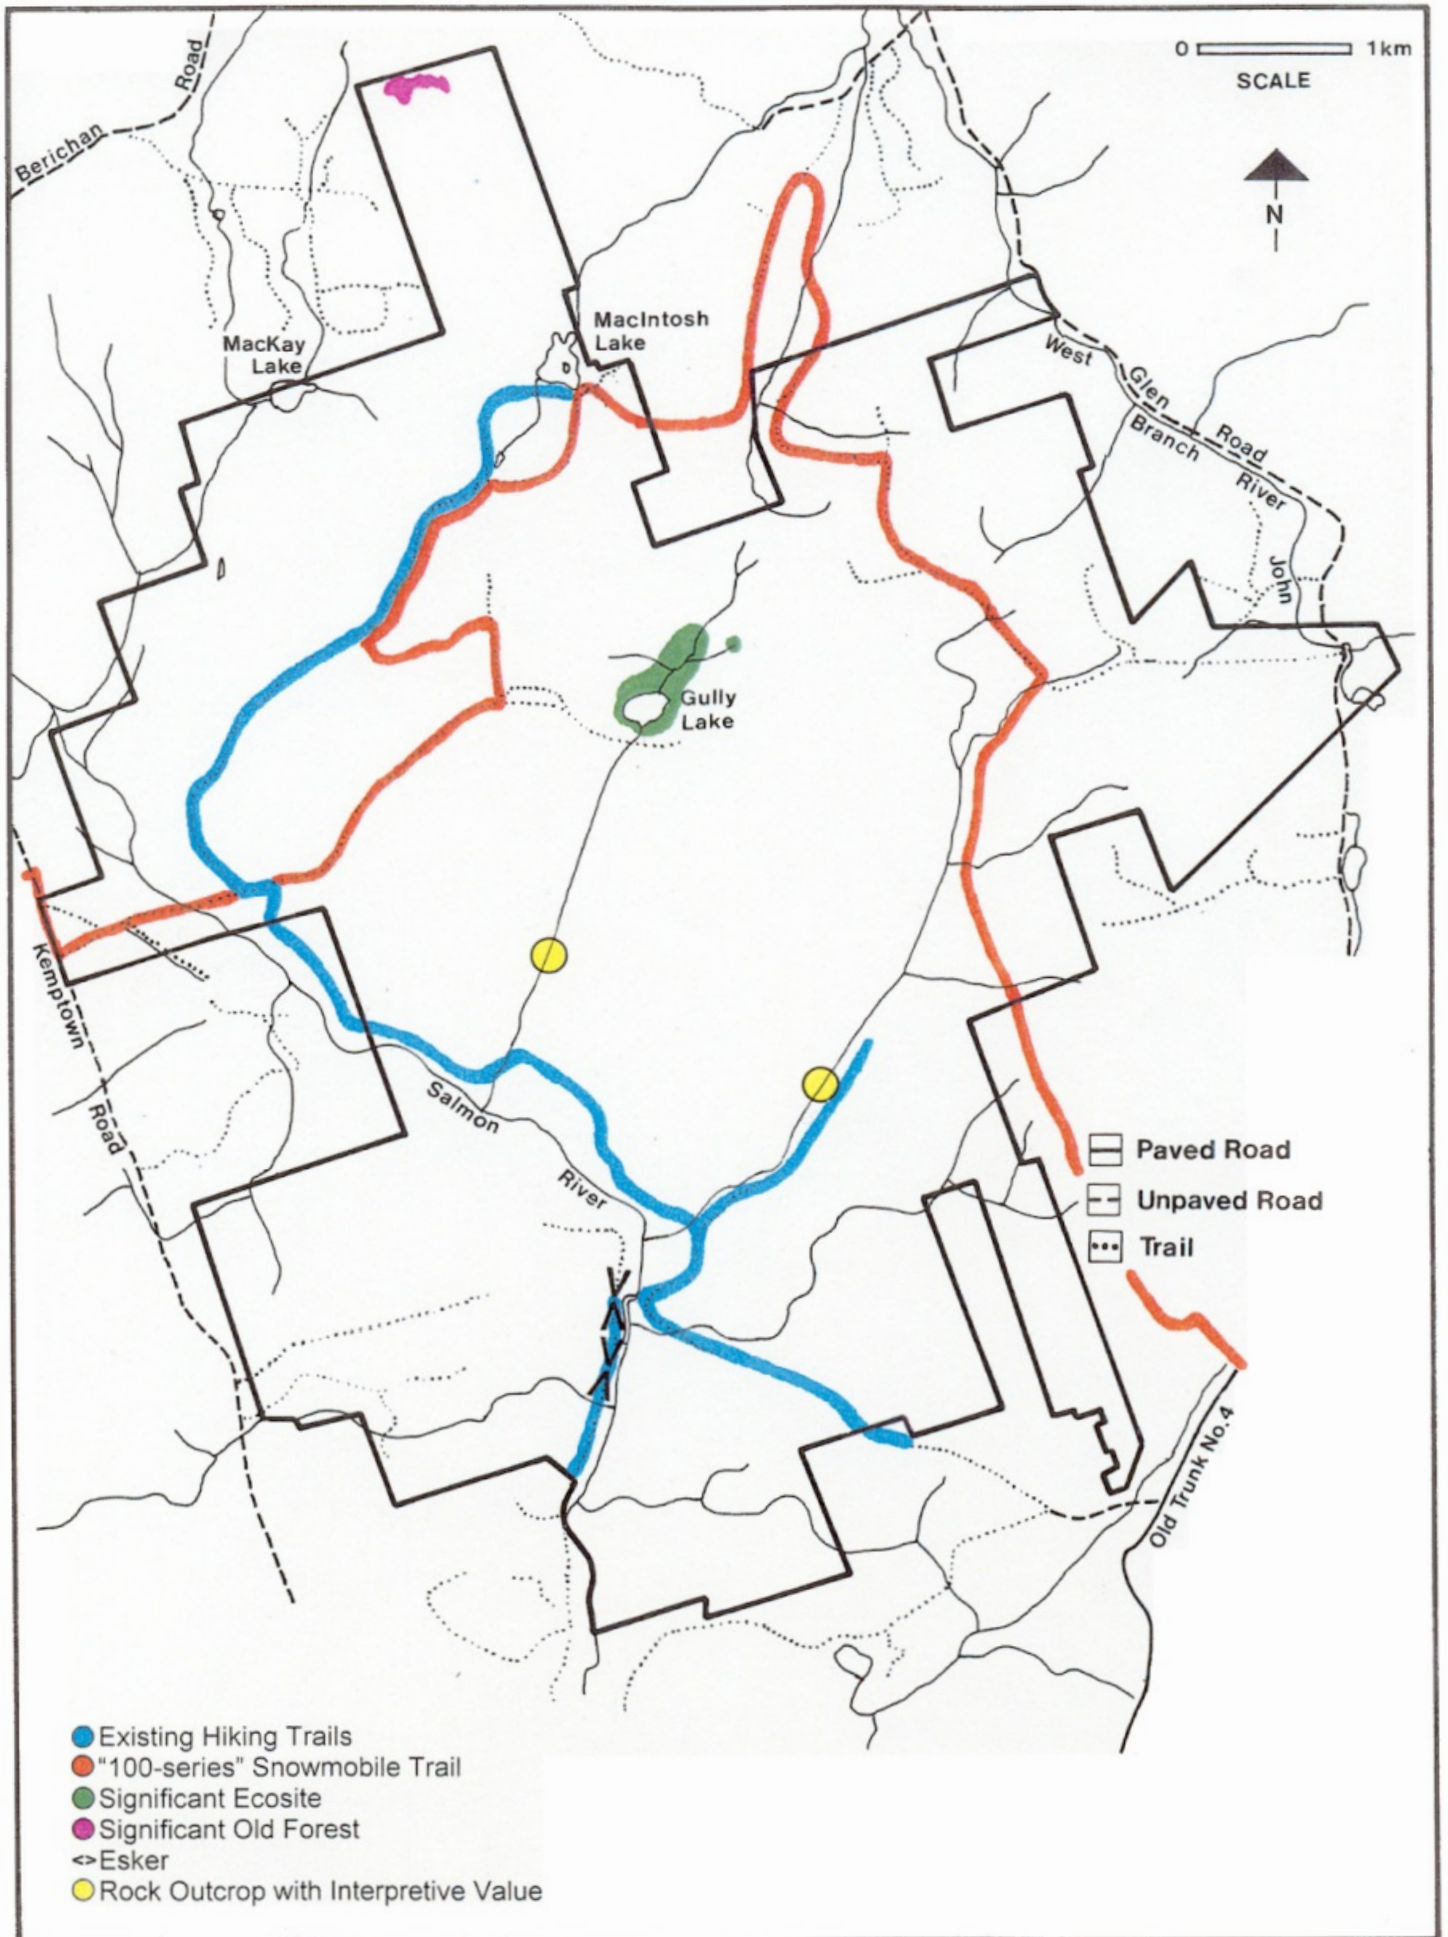 0 1km
SCALE
N
Berichan
Road
MacIntosh
Lake
MacKay
Lake
West
Glen
Branch
Road
River
John
Gully
Lake
Kemptown
Road
Salmon
River
Paved Road
Unpaved Road
Trail
Old Trunk No.4
Existing Hiking Trails
"100-series" Snowmobile Trail
Significant Ecosite
Significant Old Forest
<>Esker
Rock Outcrop with Interpretive Value